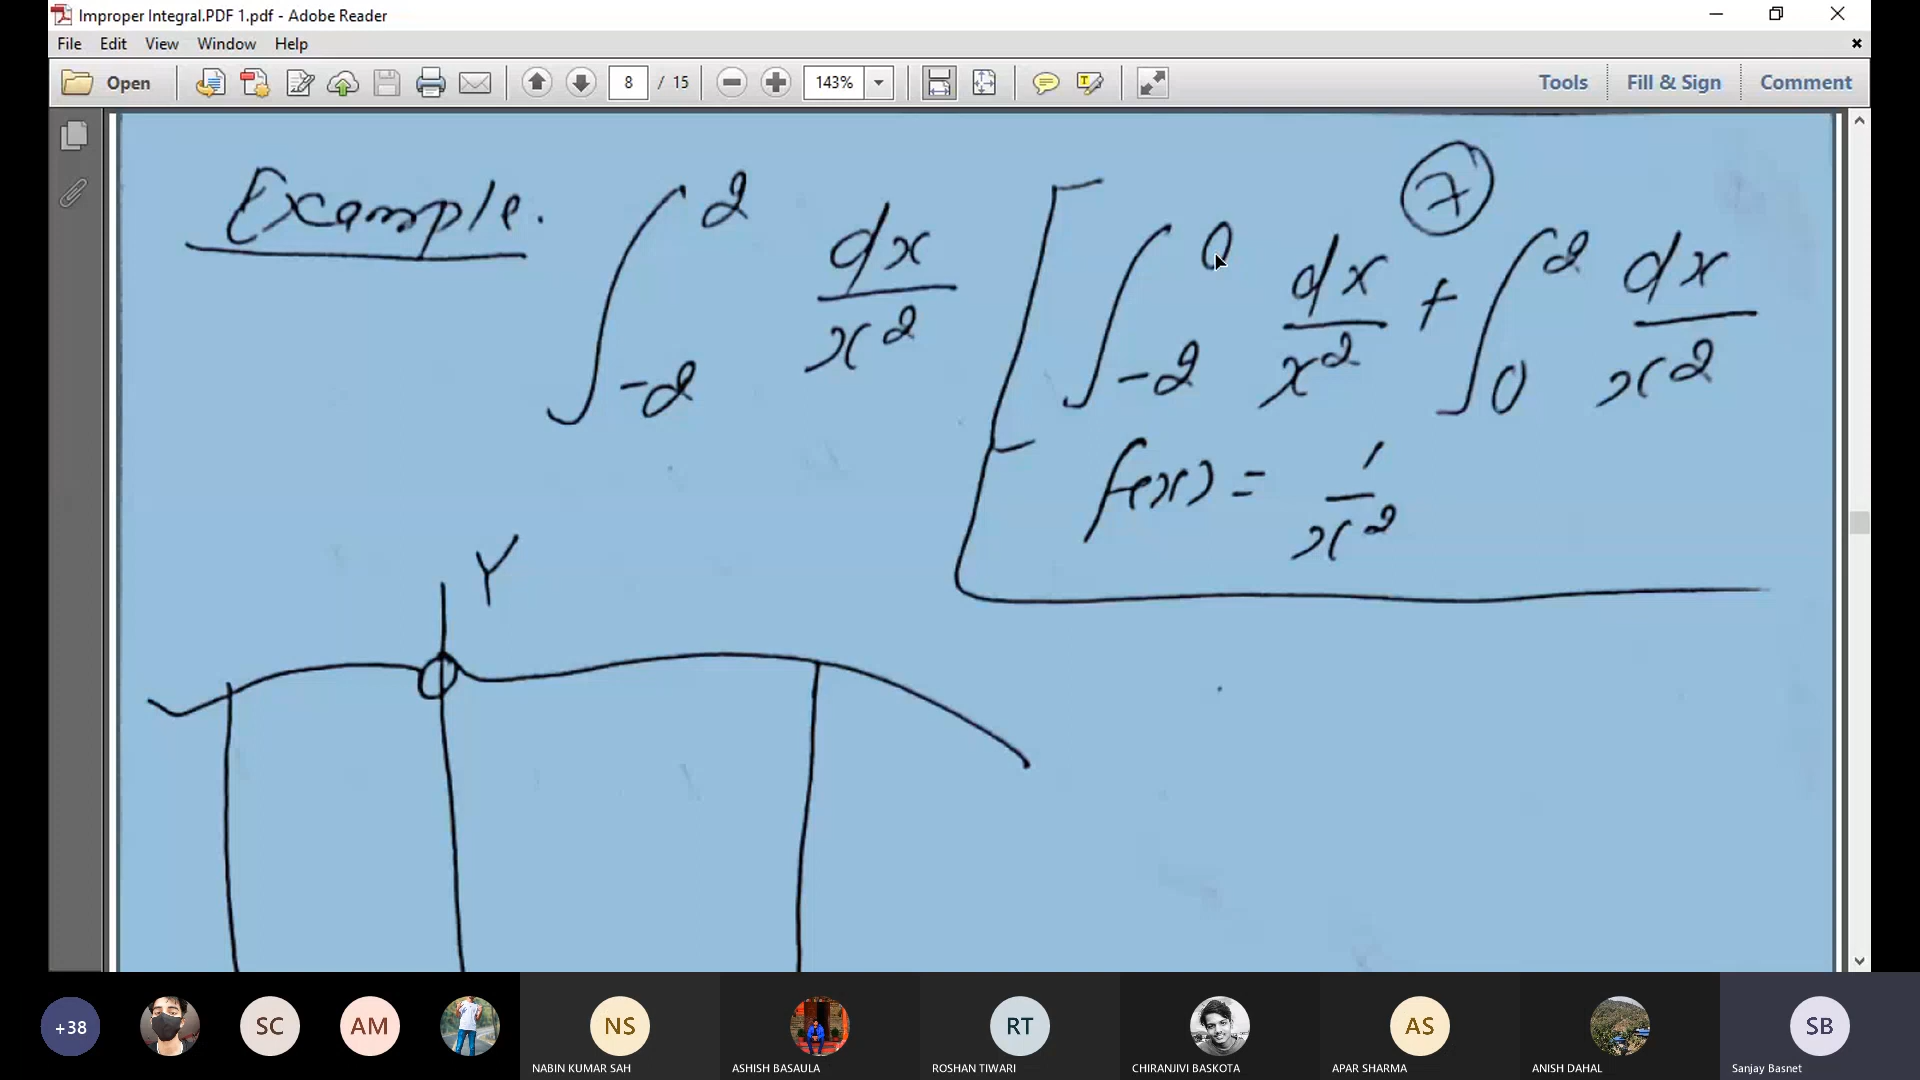 Improper Integral.PDF 1.pdf - Adobe Reader
File Edit View Window Help
Open 8 / 15 143% Tools Fill & Sign Comment
7
Example. ∫_{-2}^{2} dx/x² [ ∫_{-2}^{0} dx/x² + ∫_{0}^{2} dx/x²
f(x) = 1/x²
Y
+38 SC AM NS RT AS SB
NABIN KUMAR SAH ASHISH BASAULA ROSHAN TIWARI CHIRANJIVI BASKOTA APAR SHARMA ANISH DAHAL Sanjay Basnet